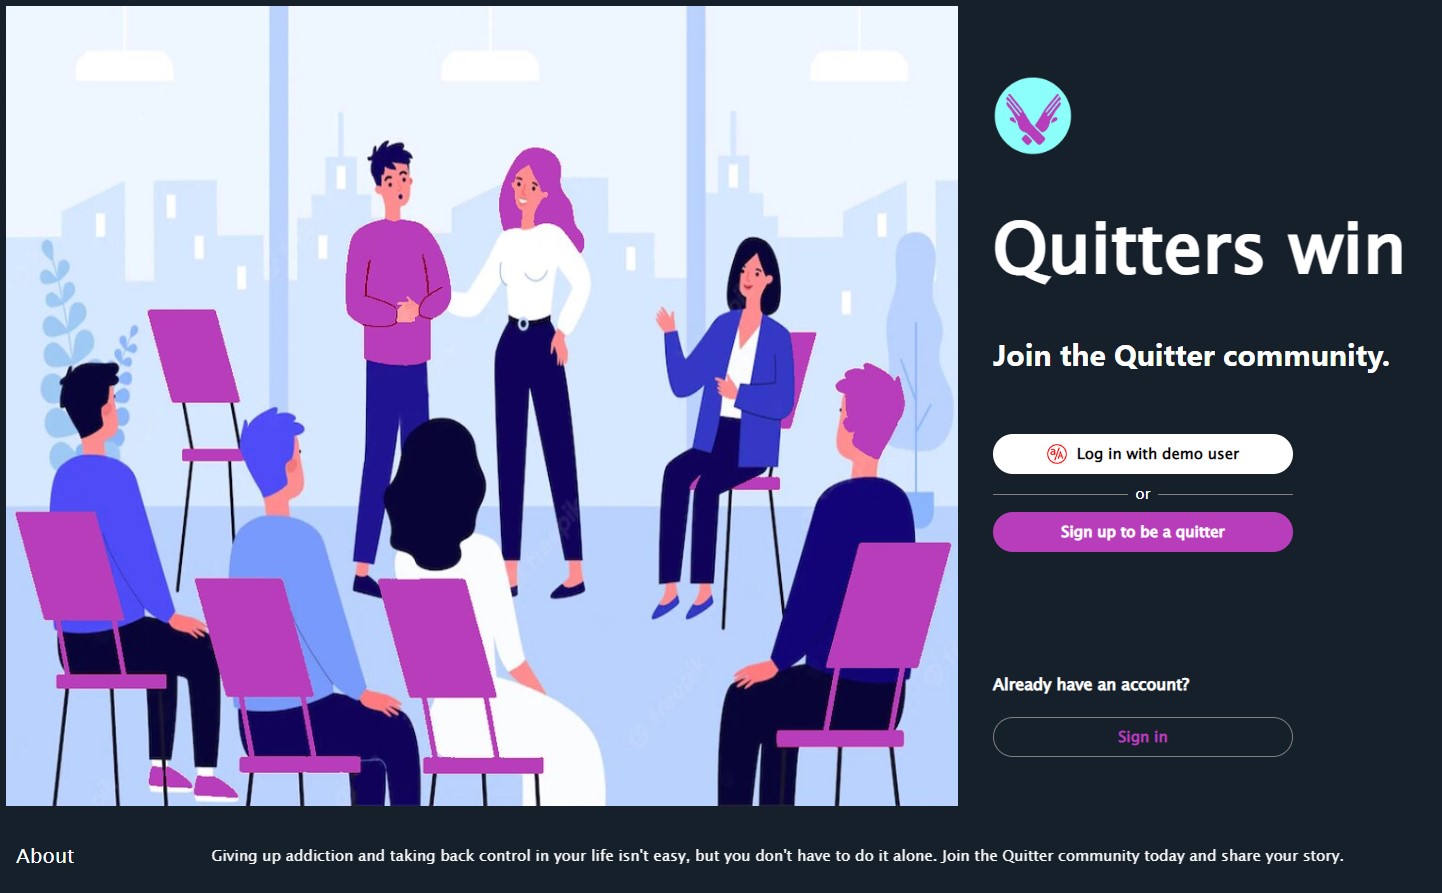 Quitters win
Join the Quitter community.
a/A Log in with demo user
or
Sign up to be a quitter
Already have an account?
Sign in
About
Giving up addiction and taking back control in your life isn't easy, but you don't have to do it alone. Join the Quitter community today and share your story.